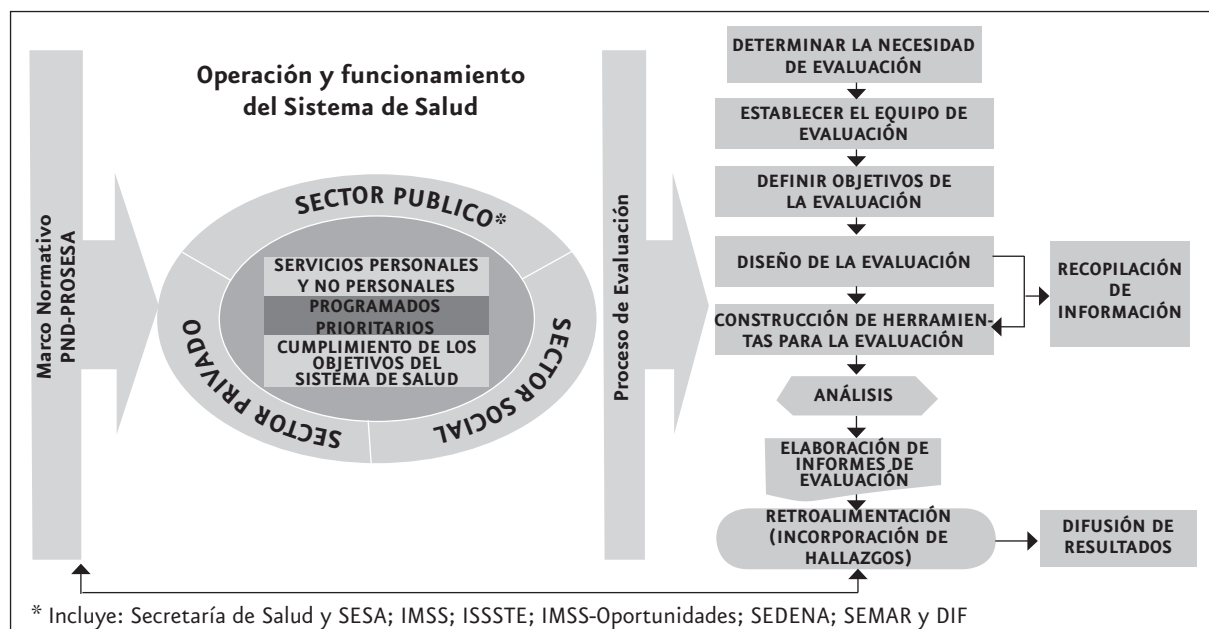 Marco Normativo
PND-PROSESA
Operación y funcionamiento
del Sistema de Salud
SECTOR PUBLICO*
SECTOR PRIVADO
SECTOR SOCIAL
SERVICIOS PERSONALES
Y NO PERSONALES
PROGRAMADOS
PRIORITARIOS
CUMPLIMIENTO DE LOS
OBJETIVOS DEL
SISTEMA DE SALUD
Proceso de Evaluación
DETERMINAR LA NECESIDAD
DE EVALUACIÓN
ESTABLECER EL EQUIPO DE
EVALUACIÓN
DEFINIR OBJETIVOS DE
LA EVALUACIÓN
DISEÑO DE LA EVALUACIÓN
RECOPILACIÓN
DE
INFORMACIÓN
CONSTRUCCIÓN DE HERRAMIEN-
TAS PARA LA EVALUACIÓN
ANÁLISIS
ELABORACIÓN DE
INFORMES DE
EVALUACIÓN
RETROALIMENTACIÓN
(INCORPORACIÓN DE
HALLAZGOS)
DIFUSIÓN DE
RESULTADOS
* Incluye: Secretaría de Salud y SESA; IMSS; ISSSTE; IMSS-Oportunidades; SEDENA; SEMAR y DIF